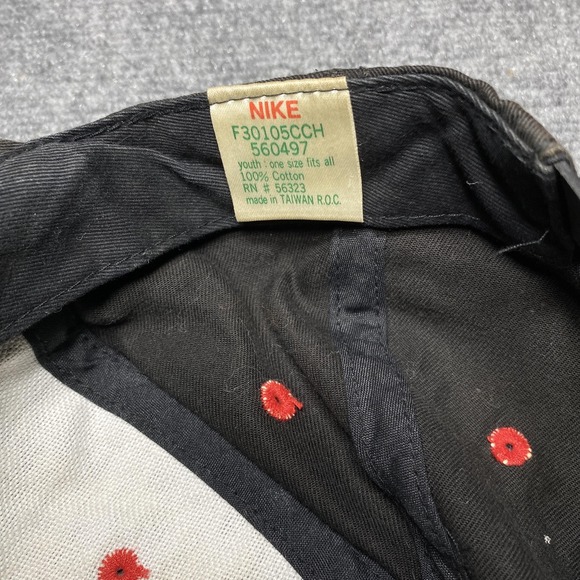 NIKE
F30105CCH
560497
youth : one size fits all
100% Cotton
RN # 56323
made in TAIWAN R.O.C.